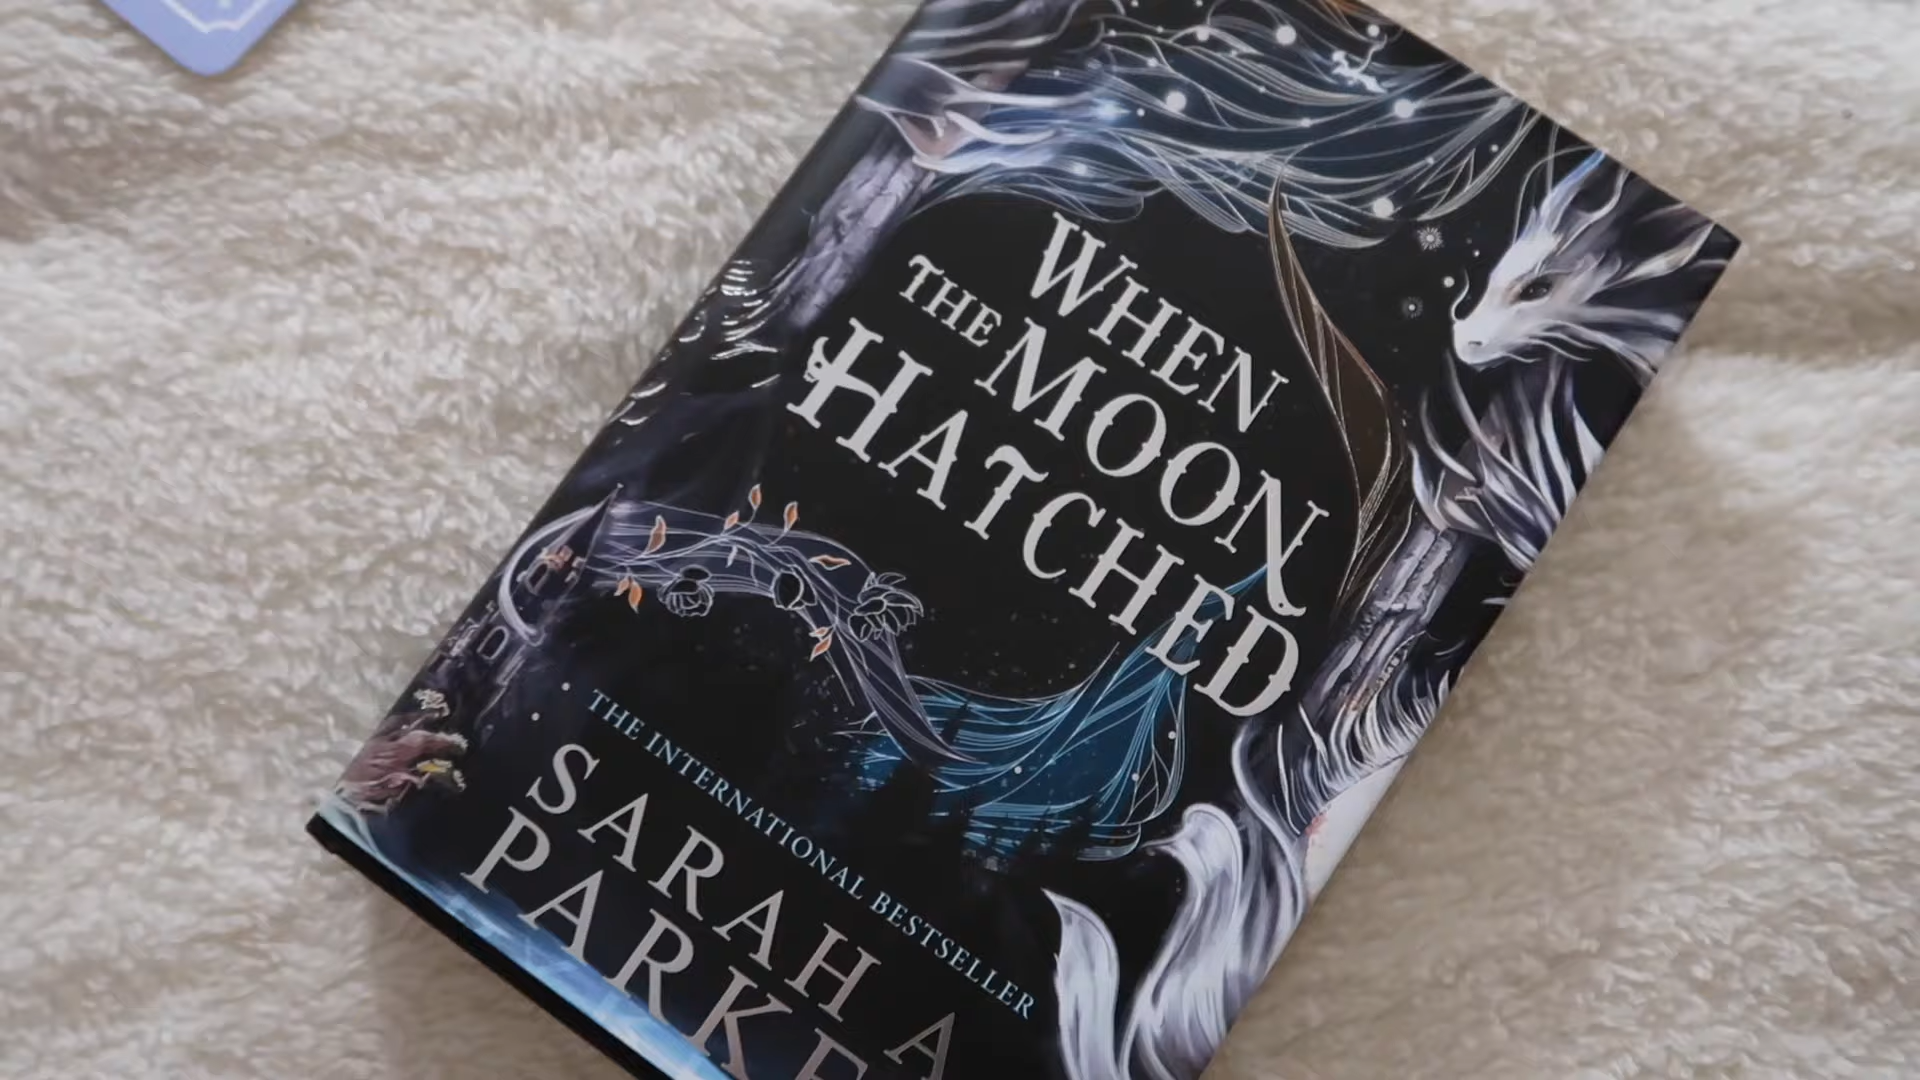 WHEN
THE MOON
HATCHED
THE INTERNATIONAL BESTSELLER
SARAH A
PARKE